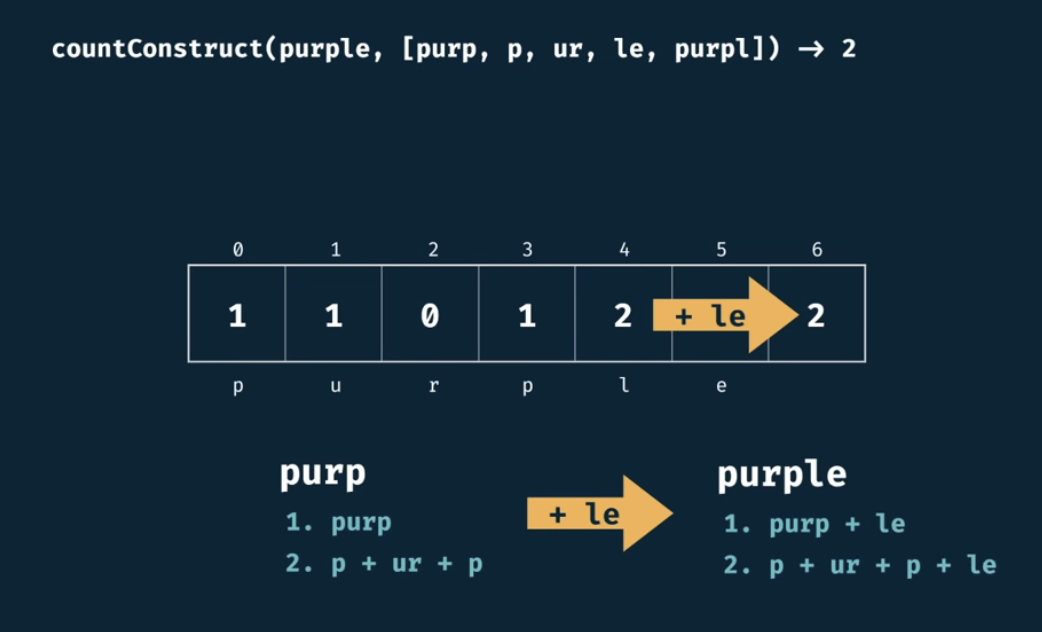 countConstruct(purple, [purp, p, ur, le, purpl]) → 2
0 1 2 3 4 5 6
1 1 0 1 2 + le 2
p u r p l e
purp
1. purp
2. p + ur + p
+ le
purple
1. purp + le
2. p + ur + p + le